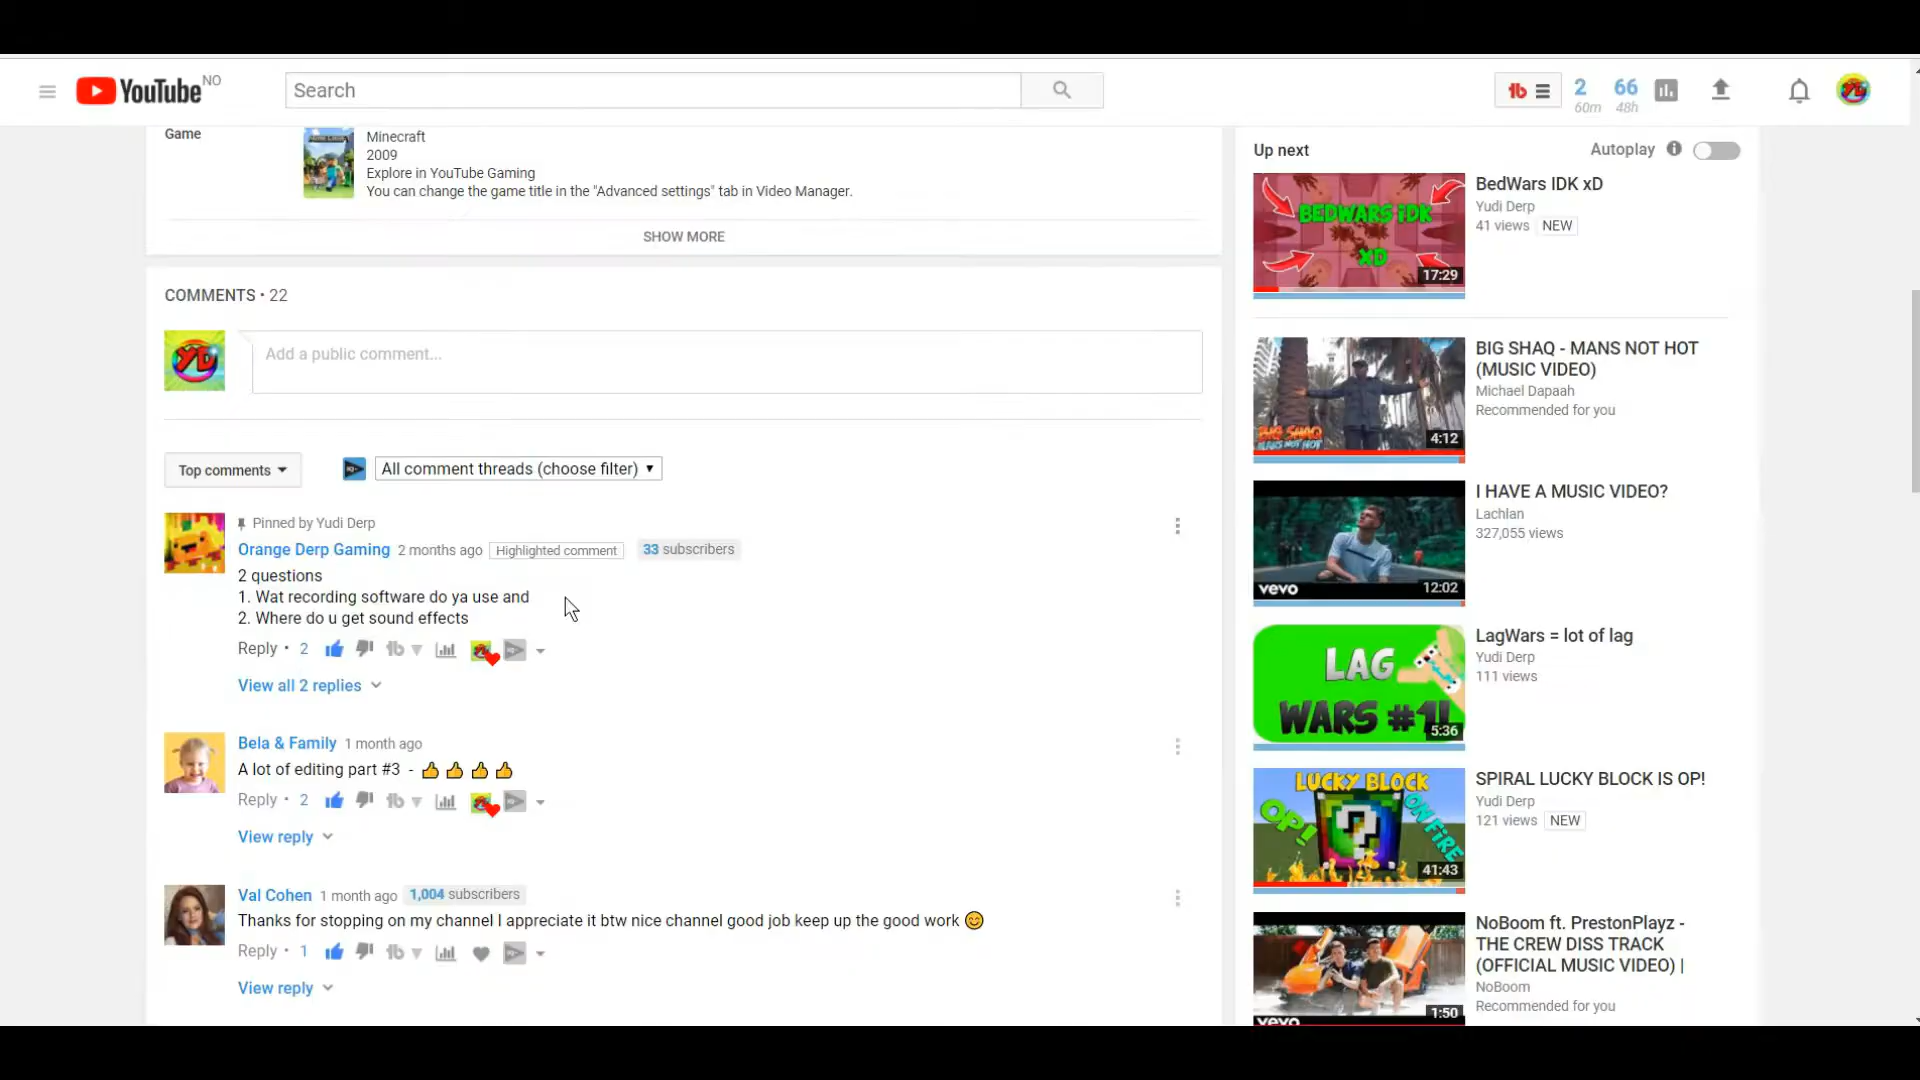 YouTube NO
Search
2 60m
66 48h
Game
Minecraft
2009
Explore in YouTube Gaming
You can change the game title in the "Advanced settings" tab in Video Manager.
SHOW MORE
COMMENTS • 22
YD
Add a public comment...
Top comments
All comment threads (choose filter)
Pinned by Yudi Derp
Orange Derp Gaming 2 months ago Highlighted comment 33 subscribers
2 questions
1. Wat recording software do ya use and
2. Where do u get sound effects
Reply • 2
View all 2 replies
Bela & Family 1 month ago
A lot of editing part #3 - 👍 👍 👍 👍
Reply • 2
View reply
Val Cohen 1 month ago 1,004 subscribers
Thanks for stopping on my channel I appreciate it btw nice channel good job keep up the good work 😊
Reply • 1
View reply
Up next
Autoplay
BEDWARS IDK
XD
17:29
BedWars IDK xD
Yudi Derp
41 views NEW
BIG SHAQ
4:12
BIG SHAQ - MANS NOT HOT
(MUSIC VIDEO)
Michael Dapaah
Recommended for you
vevo
12:02
I HAVE A MUSIC VIDEO?
Lachlan
327,055 views
LAG
WARS #1!
5:36
LagWars = lot of lag
Yudi Derp
111 views
LUCKY BLOCK
OP!
ON FIRE
?
41:43
SPIRAL LUCKY BLOCK IS OP!
Yudi Derp
121 views NEW
vevo
1:50
NoBoom ft. PrestonPlayz -
THE CREW DISS TRACK
(OFFICIAL MUSIC VIDEO) |
NoBoom
Recommended for you